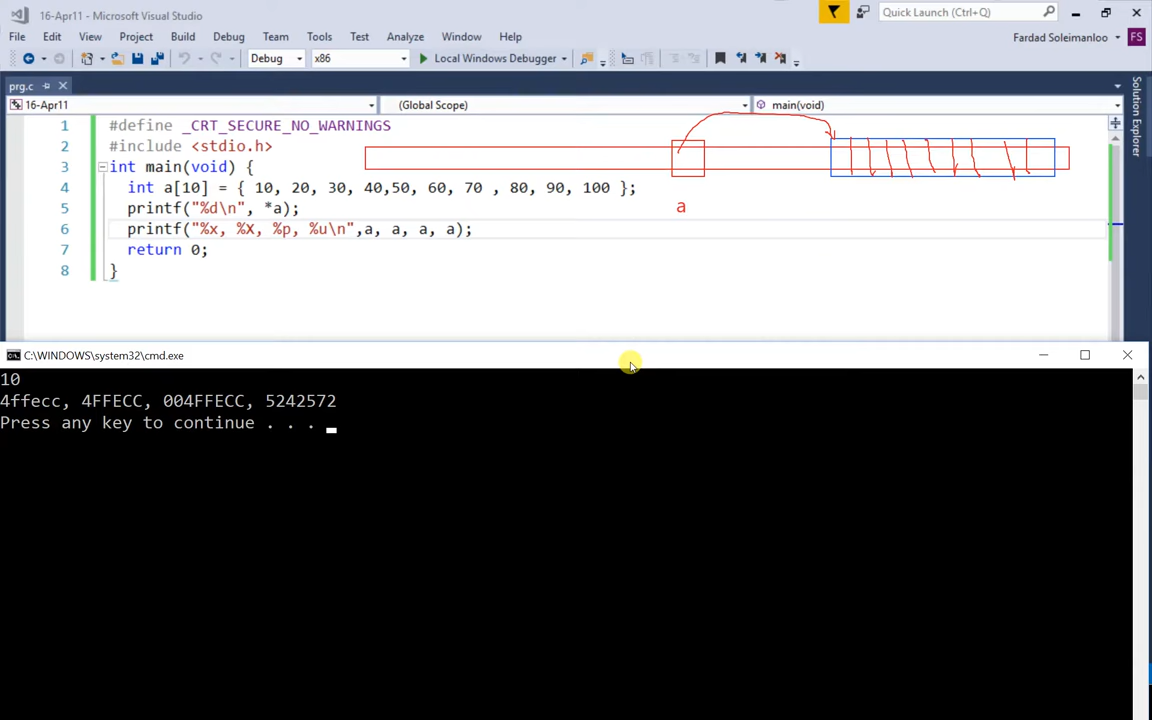 16-Apr11 - Microsoft Visual Studio
Quick Launch (Ctrl+Q)
File Edit View Project Build Debug Team Tools Test Analyze Window Help
Fardad Soleimanloo FS
Debug x86 Local Windows Debugger
prg.c
Solution Explorer
16-Apr11 (Global Scope) main(void)
1 #define _CRT_SECURE_NO_WARNINGS
2 #include <stdio.h>
3 int main(void) {
4 int a[10] = { 10, 20, 30, 40,50, 60, 70 , 80, 90, 100 };
5 printf("%d\n", *a);
a
6 printf("%x, %X, %p, %u\n",a, a, a, a);
7 return 0;
8 }
C:\WINDOWS\system32\cmd.exe
10
4ffecc, 4FFECC, 004FFECC, 5242572
Press any key to continue . . .